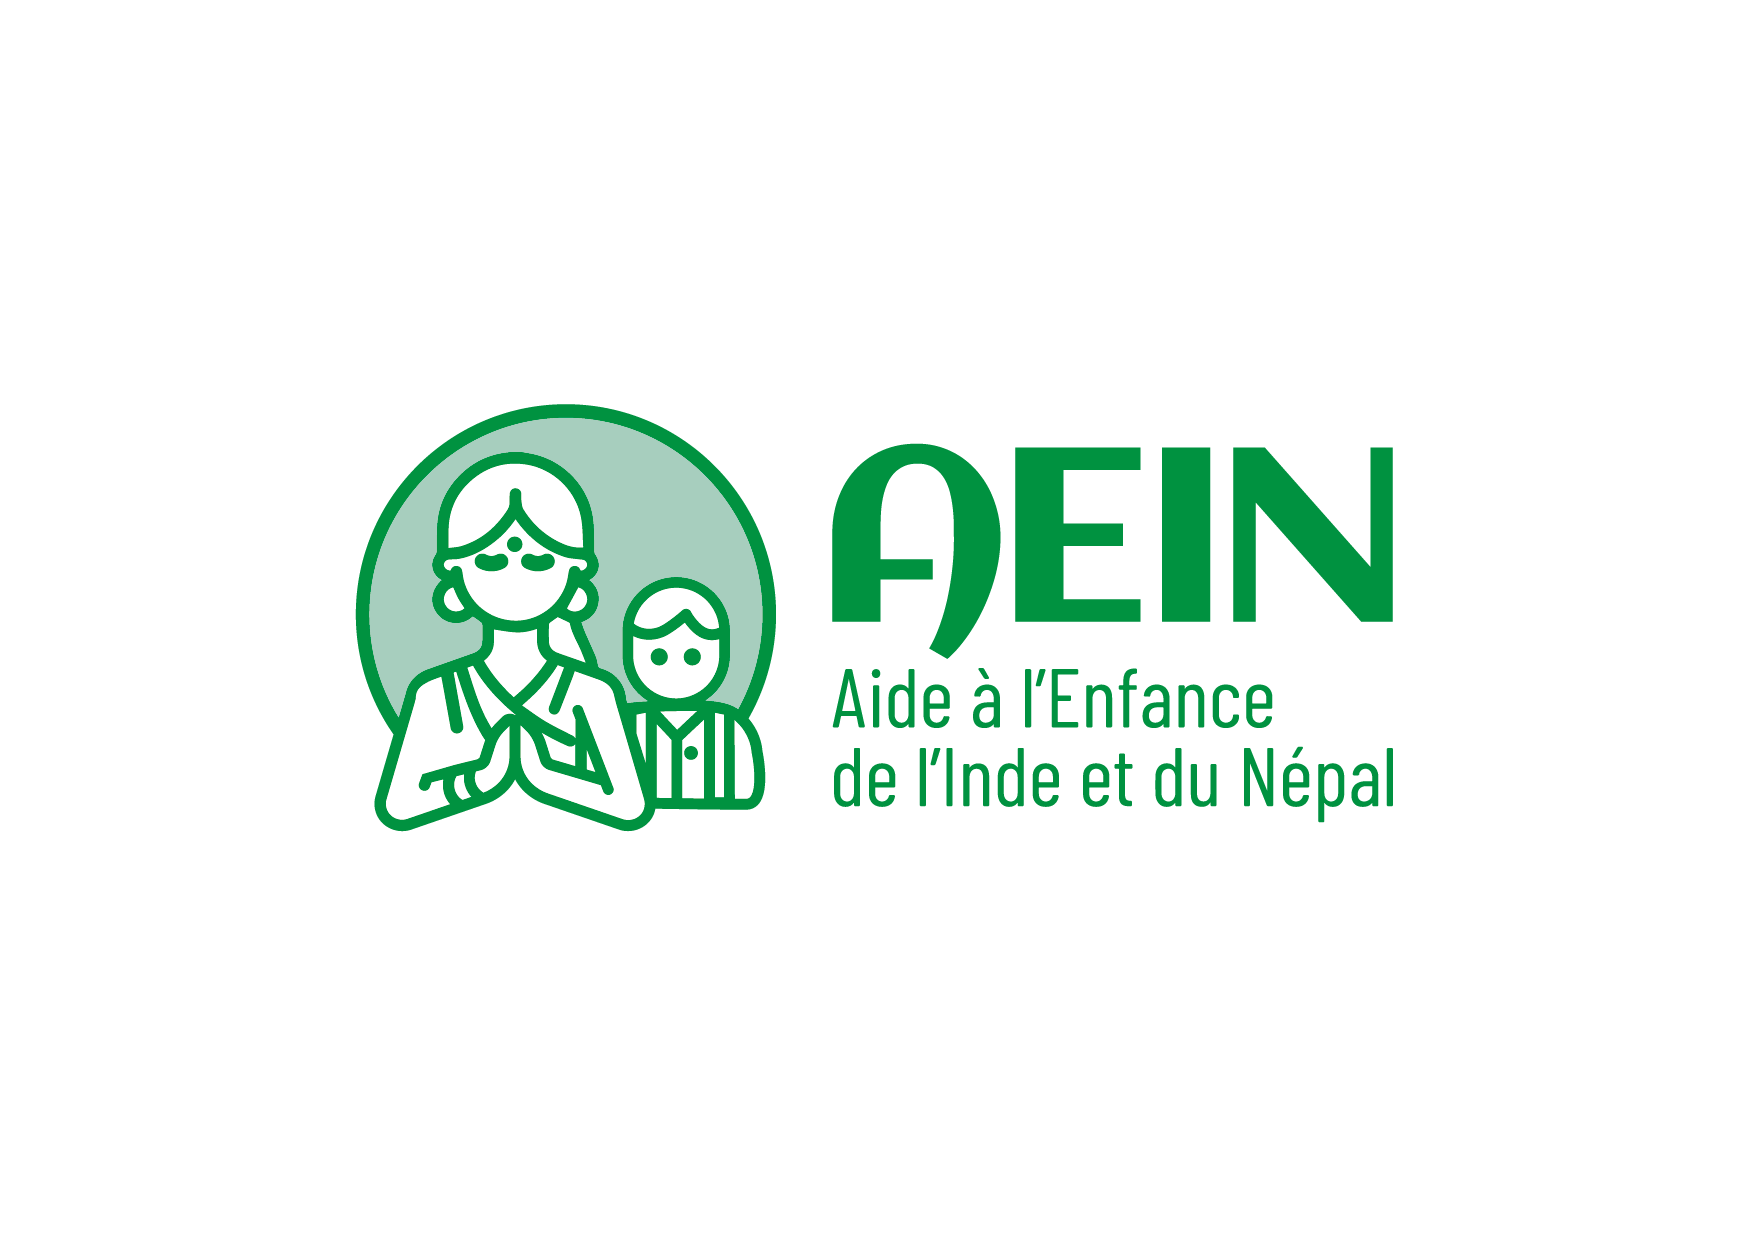 AEIN
Aide à l’Enfance
de l’Inde et du Népal